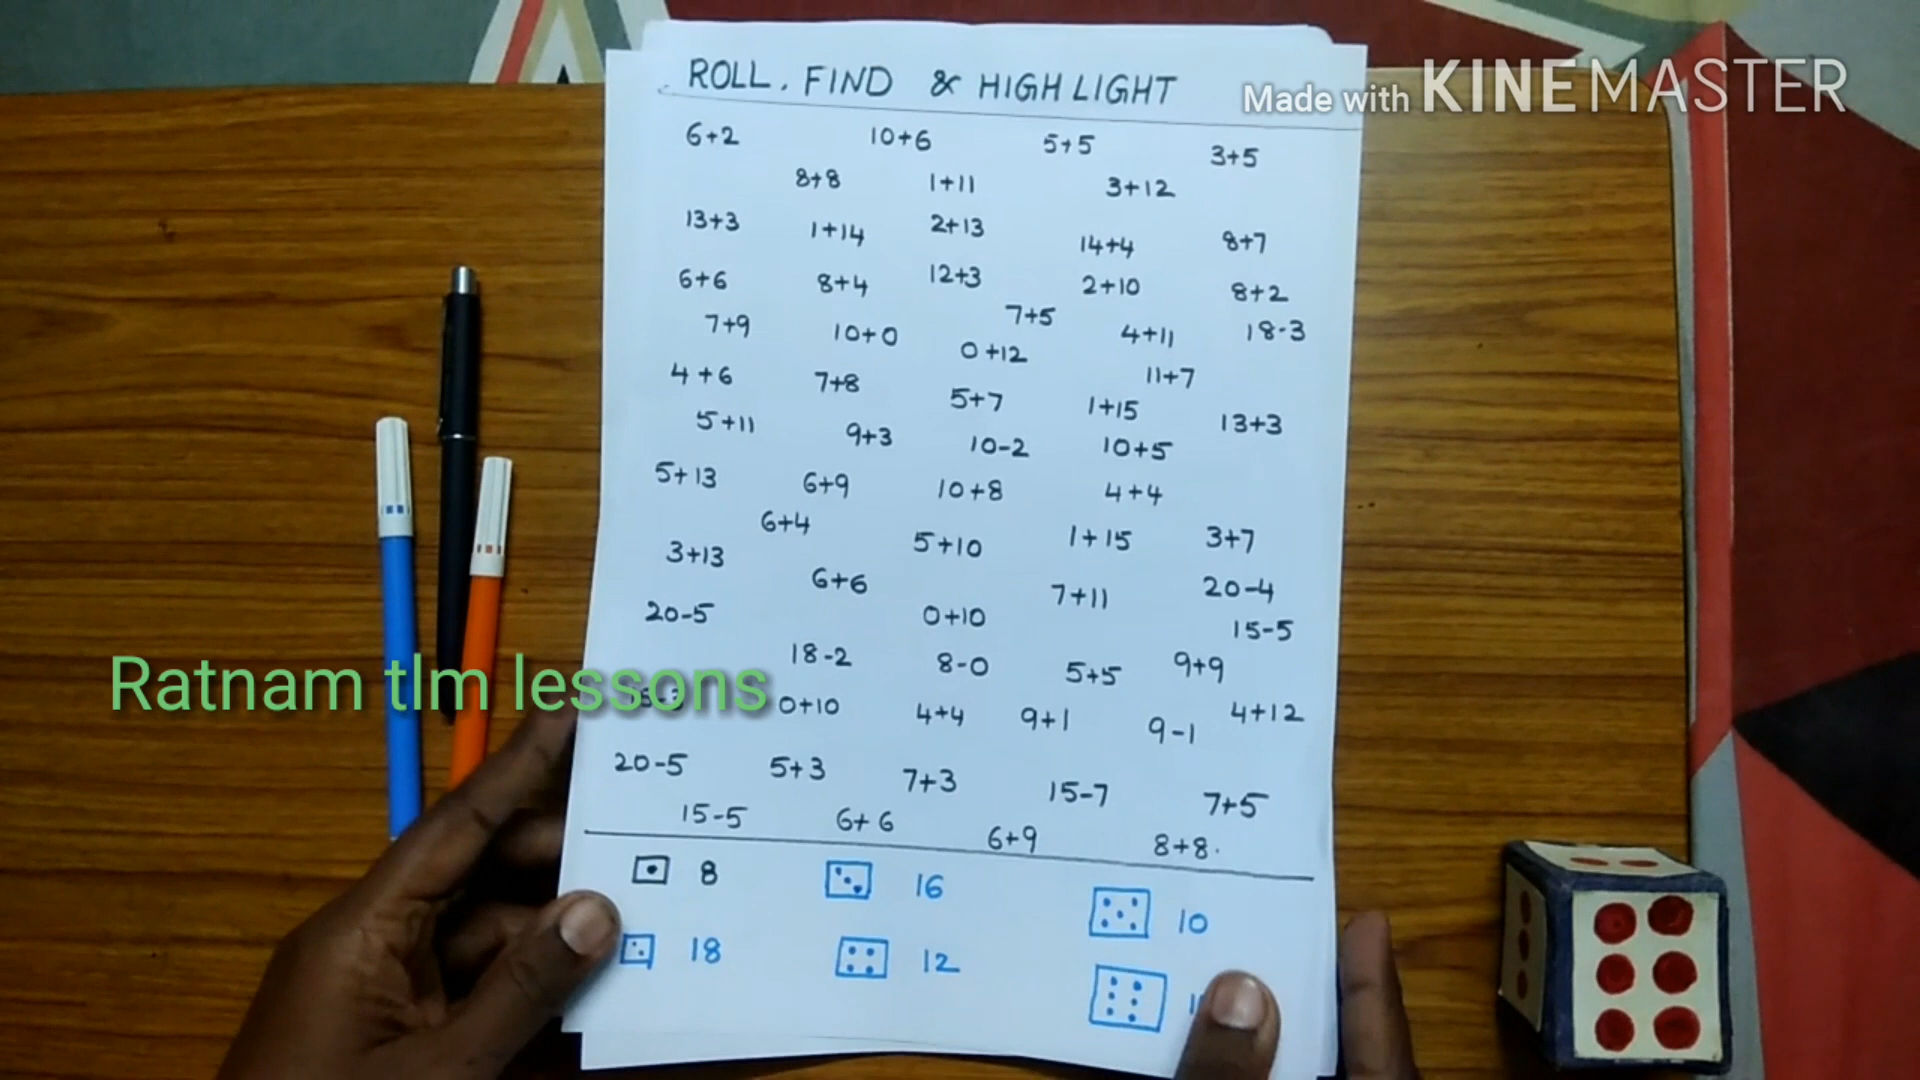 ROLL, FIND & HIGHLIGHT
Made with KINEMASTER
6+2 10+6 5+5 3+5
8+8 1+11 3+12
13+3 1+14 2+13 14+4 8+7
6+6 8+4 12+3 2+10 8+2
7+9 10+0 7+5 4+11 18-3
0+12
4+6 7+8 5+7 11+7
1+15
5+11 9+3 10-2 10+5 13+3
5+13 6+9 10+8 4+4
6+4
3+13 5+10 1+15 3+7
6+6 7+11 20-4
20-5 0+10 15-5
18-2 8-0 5+5 9+9
Ratnam tlm lessons
0+10 4+4 9+1 9-1 4+12
20-5 5+3 7+3 15-7 7+5
15-5 6+6 6+9 8+8.
8 16 10
18 12